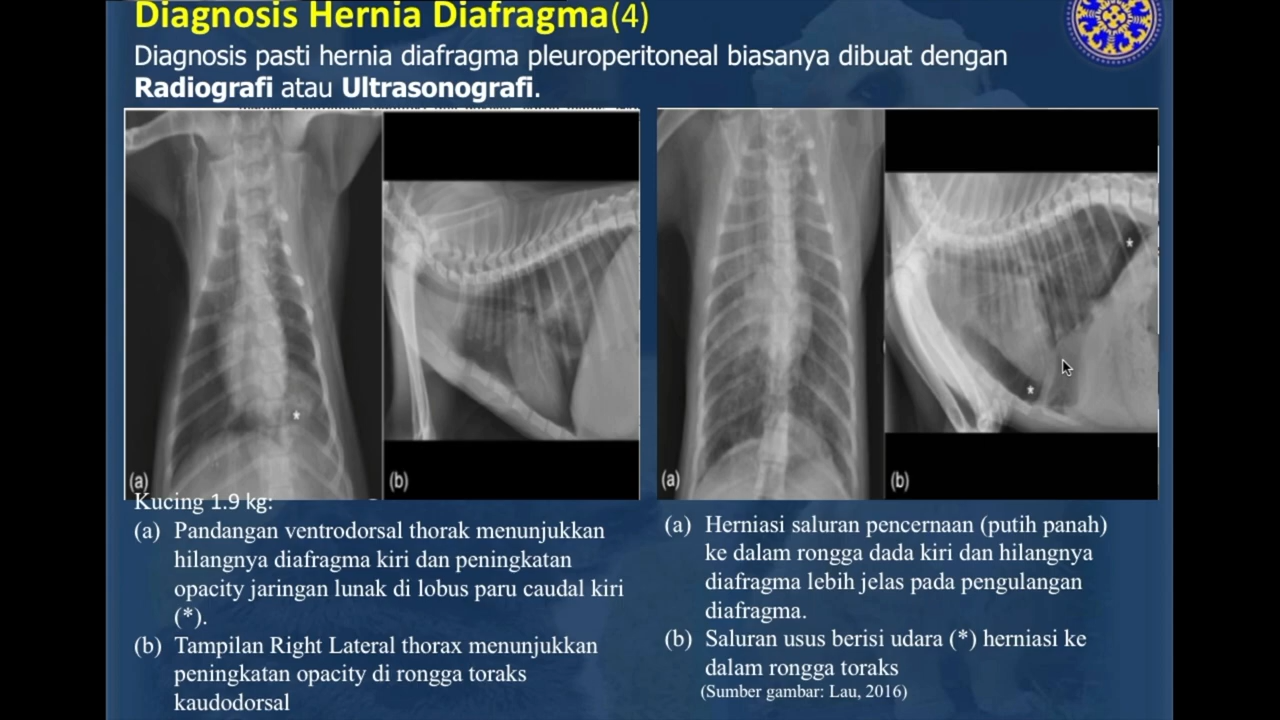 Diagnosis Hernia Diafragma(4)
Diagnosis pasti hernia diafragma pleuroperitoneal biasanya dibuat dengan
Radiografi atau Ultrasonografi.
(a)
(b)
(a)
(b)
*
*
*
Kucing 1.9 kg:
(a) Pandangan ventrodorsal thorak menunjukkan
hilangnya diafragma kiri dan peningkatan
opacity jaringan lunak di lobus paru caudal kiri
(*).
(b) Tampilan Right Lateral thorax menunjukkan
peningkatan opacity di rongga toraks
kaudodorsal
(a) Herniasi saluran pencernaan (putih panah)
ke dalam rongga dada kiri dan hilangnya
diafragma lebih jelas pada pengulangan
diafragma.
(b) Saluran usus berisi udara (*) herniasi ke
dalam rongga toraks
(Sumber gambar: Lau, 2016)